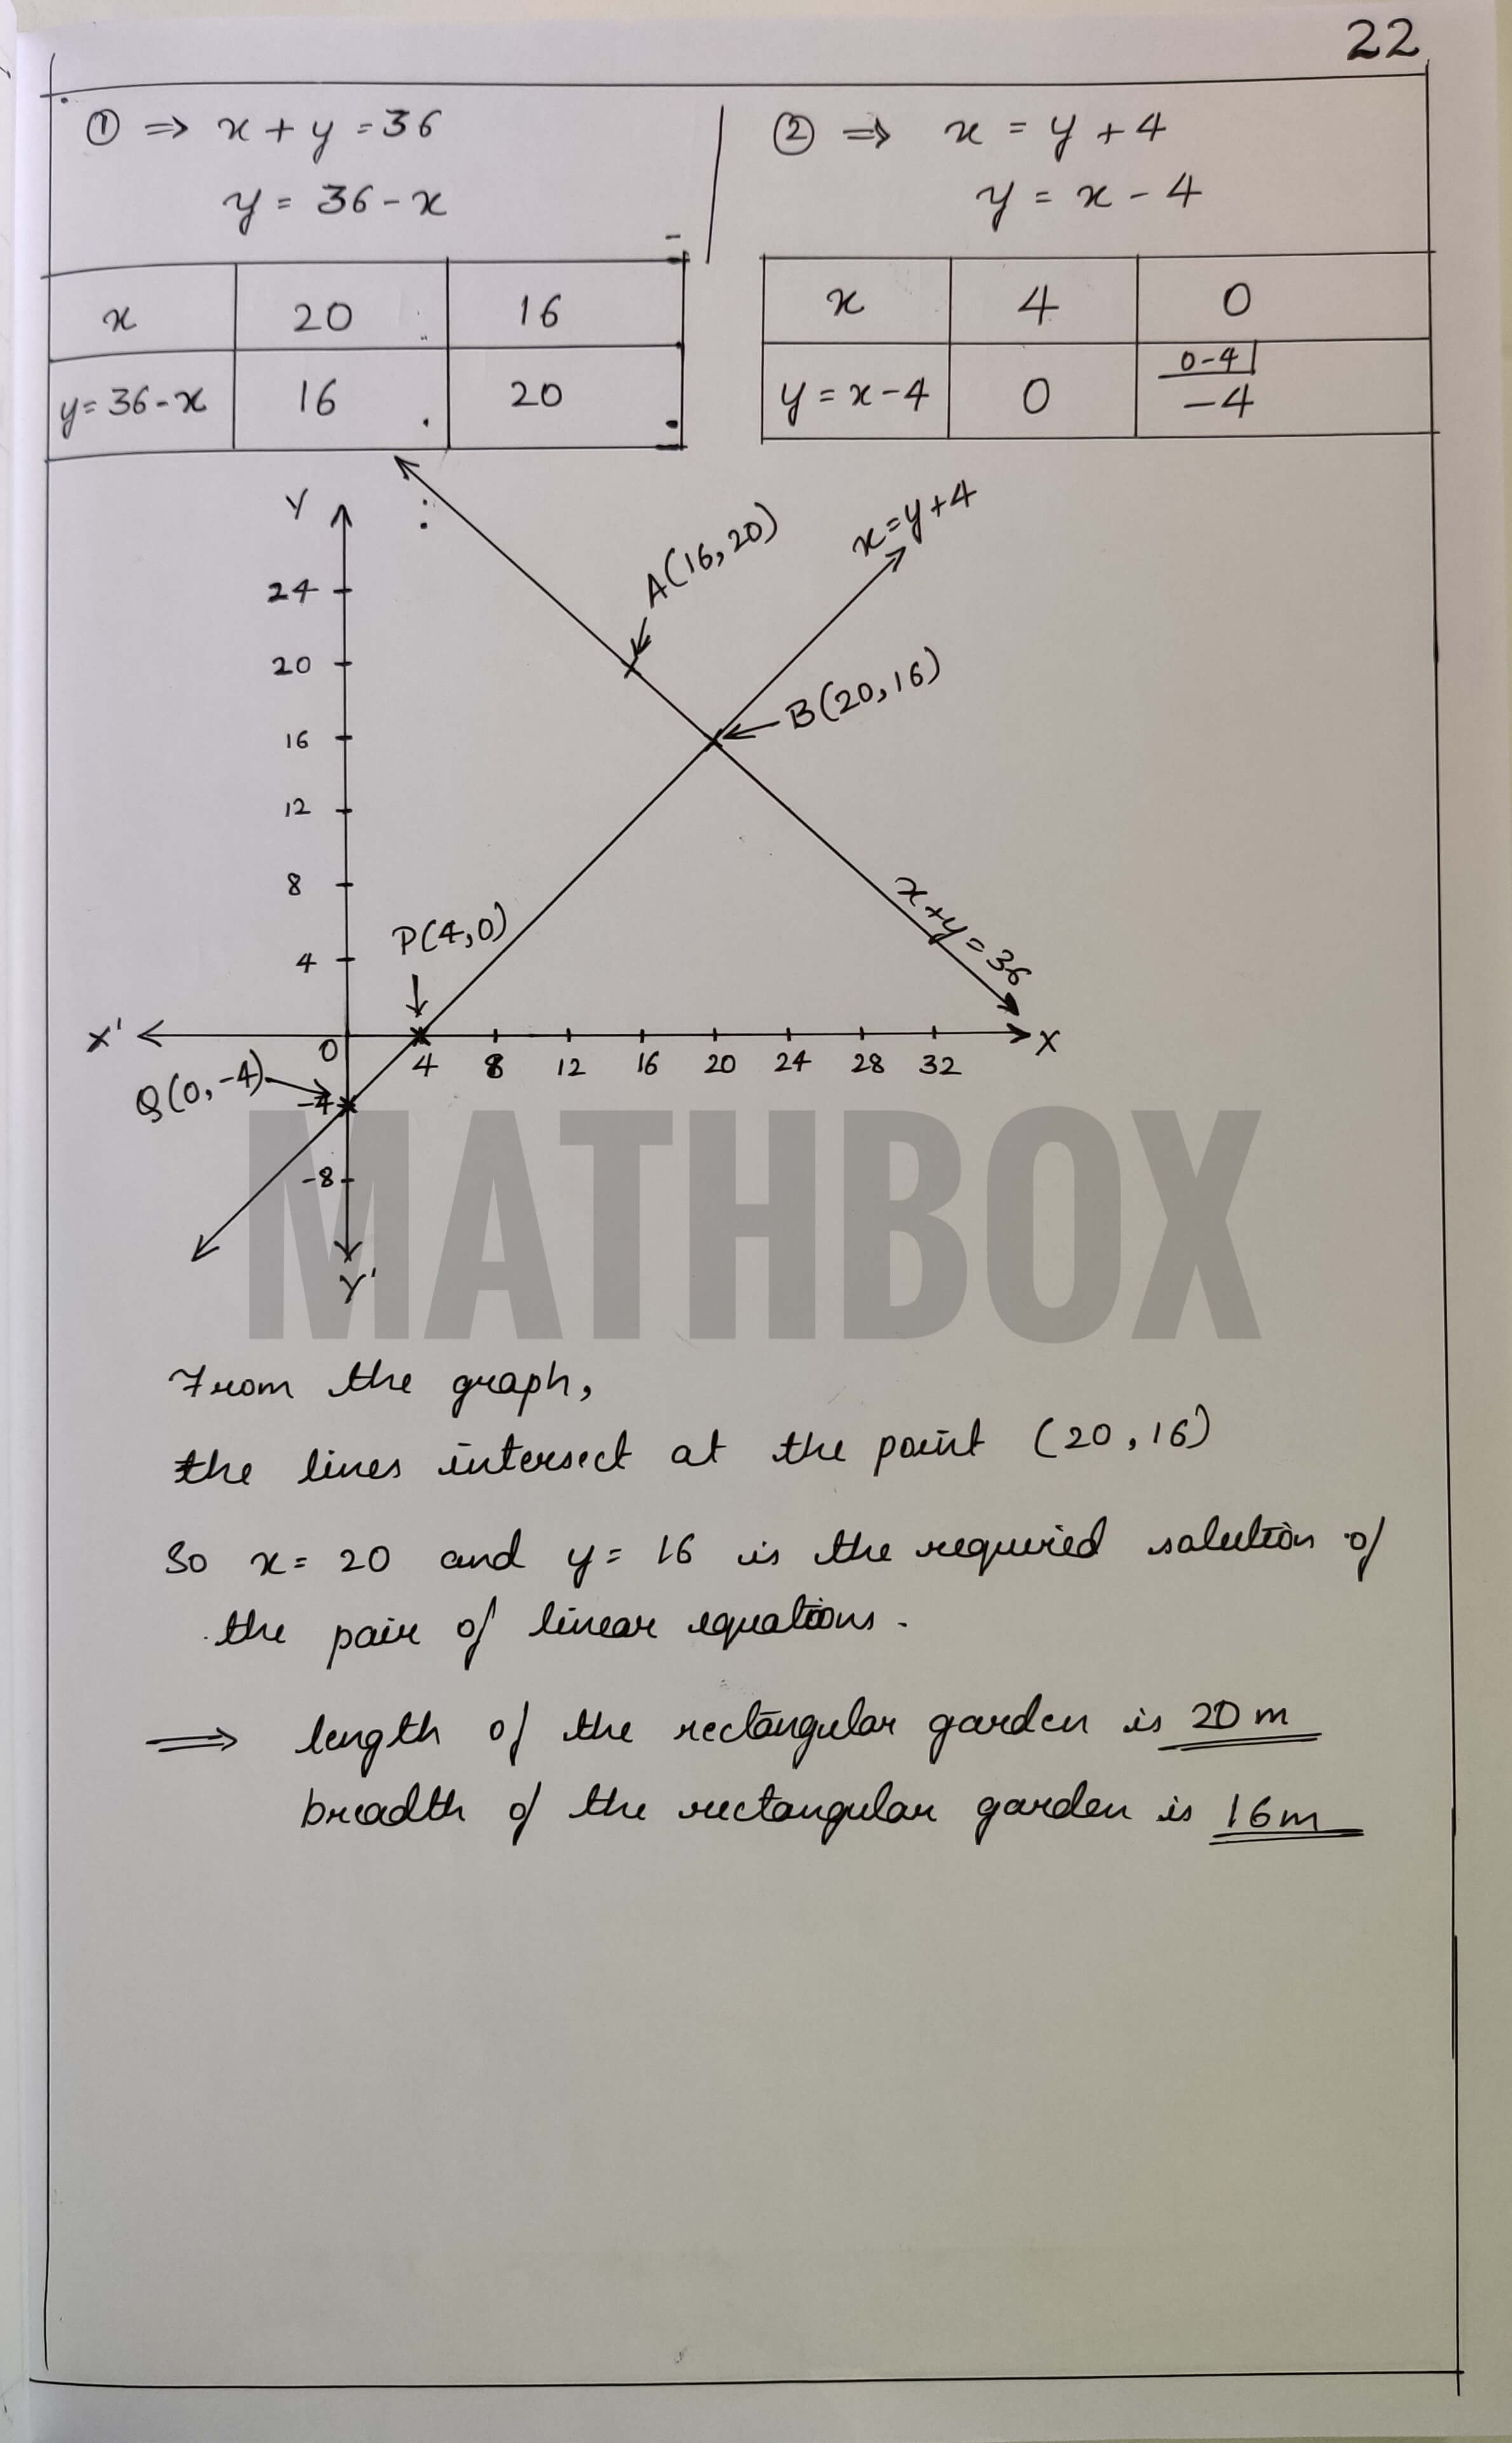 22
① ⇒ x + y = 36
y = 36 - x
② ⇒ x = y + 4
y = x - 4
x 20 16
y = 36 - x 16 20
x 4 0
y = x - 4 0 0-4 -4
Y
24
20
16
12
8
4
A(16, 20)
x = y + 4
B(20, 16)
x + y = 36
P(4, 0)
X' 0 4 8 12 16 20 24 28 32 X
Q(0, -4) -4
-8
Y'
MATHBOX
From the graph,
the lines intersect at the point (20, 16)
So x = 20 and y = 16 is the required solution of
the pair of linear equations.
⇒ length of the rectangular garden is 20 m
breadth of the rectangular garden is 16 m